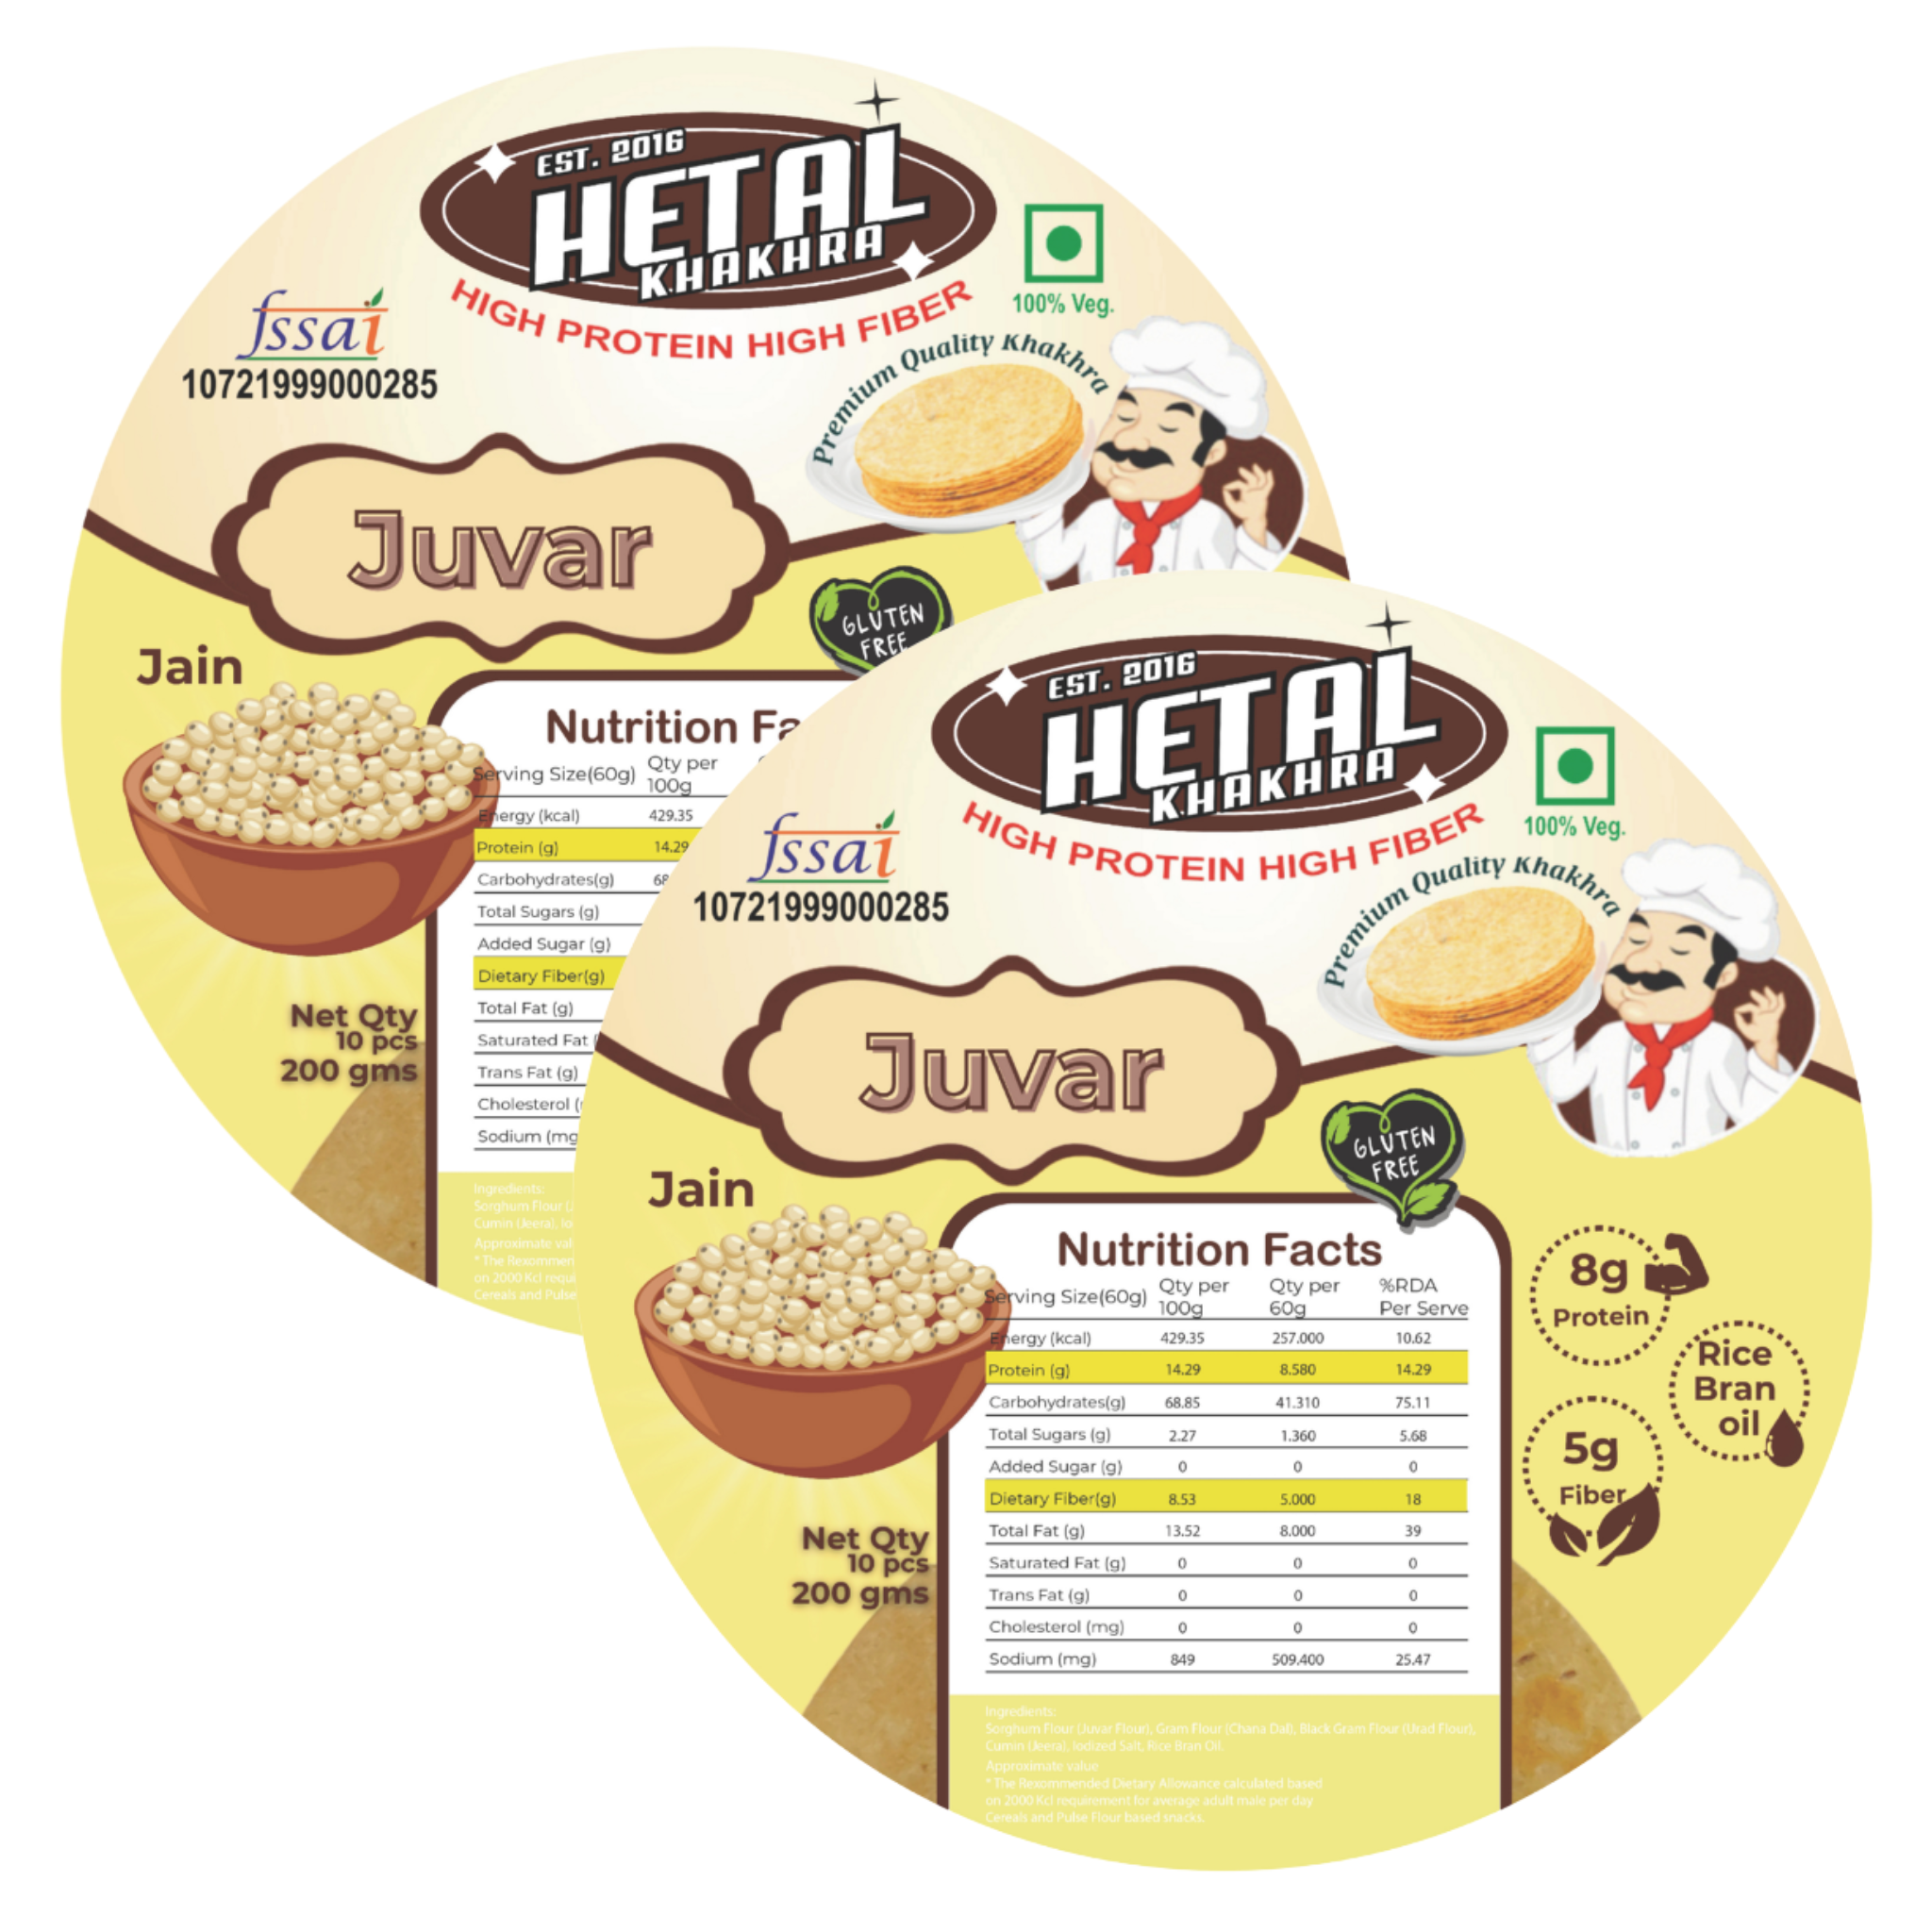 EST. 2016
HETAL
KHAKHRA
HIGH PROTEIN HIGH FIBER
100% Veg.
fssai
10721999000285
Premium Quality Khakhra
Juvar
GLUTEN
FREE
Jain
Nutrition Fa
Serving Size(60g) Qty per 100g
Energy (kcal) 429.35
Protein (g) 14.29
Carbohydrates(g) 68
Total Sugars (g)
Added Sugar (g)
Dietary Fiber(g)
Total Fat (g)
Saturated Fat (
Trans Fat (g)
Cholesterol (
Sodium (mg
Net Qty
10 pcs
200 gms
Ingredients:
Sorghum Flour (J
Cumin (Jeera), Io
Approximate val
* The Rexommen
on 2000 Kcl requi
Cereals and Pulse
EST. 2016
HETAL
KHAKHRA
HIGH PROTEIN HIGH FIBER
100% Veg.
fssai
10721999000285
Premium Quality Khakhra
Juvar
GLUTEN
FREE
Jain
Nutrition Facts
Serving Size(60g) Qty per 100g Qty per 60g %RDA Per Serve
Energy (kcal) 429.35 257.000 10.62
Protein (g) 14.29 8.580 14.29
Carbohydrates(g) 68.85 41.310 75.11
Total Sugars (g) 2.27 1.360 5.68
Added Sugar (g) 0 0 0
Dietary Fiber(g) 8.53 5.000 18
Total Fat (g) 13.52 8.000 39
Saturated Fat (g) 0 0 0
Trans Fat (g) 0 0 0
Cholesterol (mg) 0 0 0
Sodium (mg) 849 509.400 25.47
8g
Protein
Rice
Bran
oil
5g
Fiber
Net Qty
10 pcs
200 gms
Ingredients:
Sorghum Flour (Juvar Flour), Gram Flour (Chana Dal), Black Gram Flour (Urad Flour),
Cumin (Jeera), Iodized Salt, Rice Bran Oil.
Approximate value
* The Rexommended Dietary Allowance calculated based
on 2000 Kcl requirement for average adult male per day
Cereals and Pulse Flour based snacks.